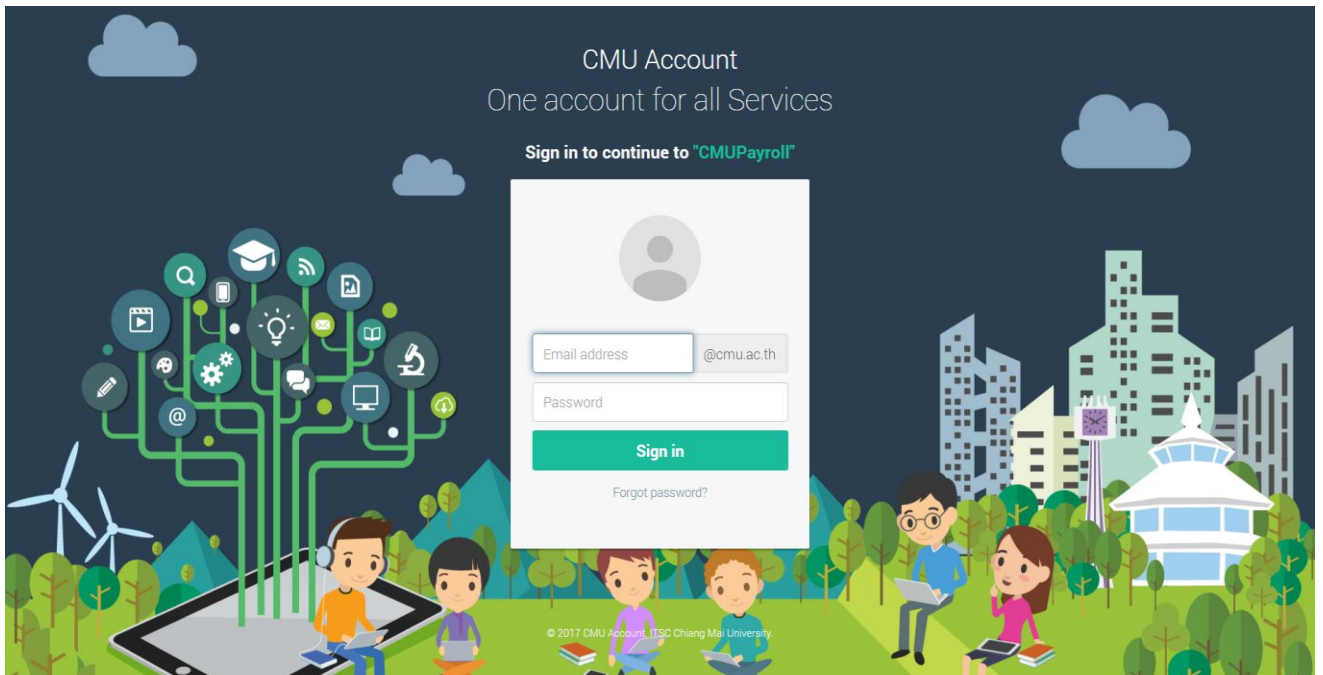 CMU Account
One account for all Services
Sign in to continue to "CMUPayroll"
Email address @cmu.ac.th
Password
Sign in
Forgot password?
@
© 2017 CMU Account, ITSC Chiang Mai University.